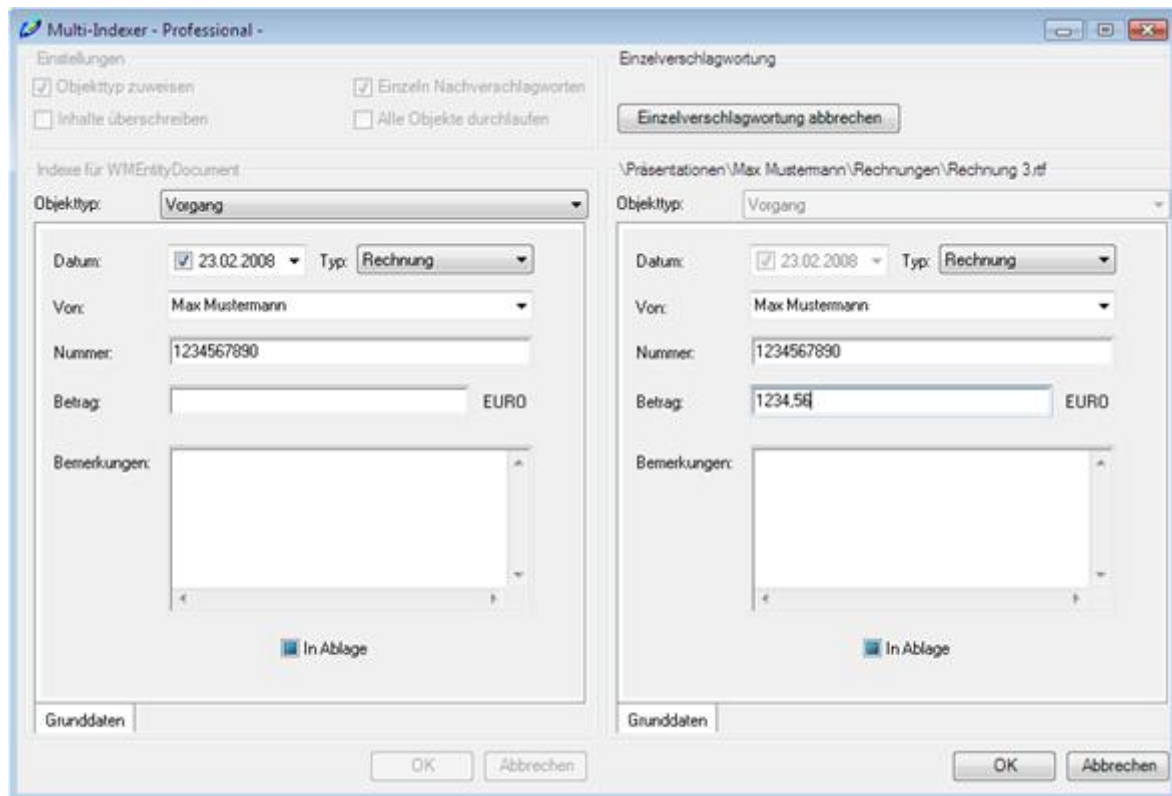 Multi-Indexer - Professional -
Einstellungen
Objekttyp zuweisen
Einzeln Nachverschlagworten
Inhalte überschreiben
Alle Objekte durchlaufen
Indexe für WMEntityDocument
Objekttyp: Vorgang
Datum: 23.02.2008 Typ: Rechnung
Von: Max Mustermann
Nummer: 1234567890
Betrag: EURO
Bemerkungen:
In Ablage
Grunddaten
OK Abbrechen
Einzelverschlagwortung
Einzelverschlagwortung abbrechen
\Präsentationen\Max Mustermann\Rechnungen\Rechnung 3.rtf
Objekttyp: Vorgang
Datum: 23.02.2008 Typ: Rechnung
Von: Max Mustermann
Nummer: 1234567890
Betrag: 1234,56 EURO
Bemerkungen:
In Ablage
Grunddaten
OK Abbrechen